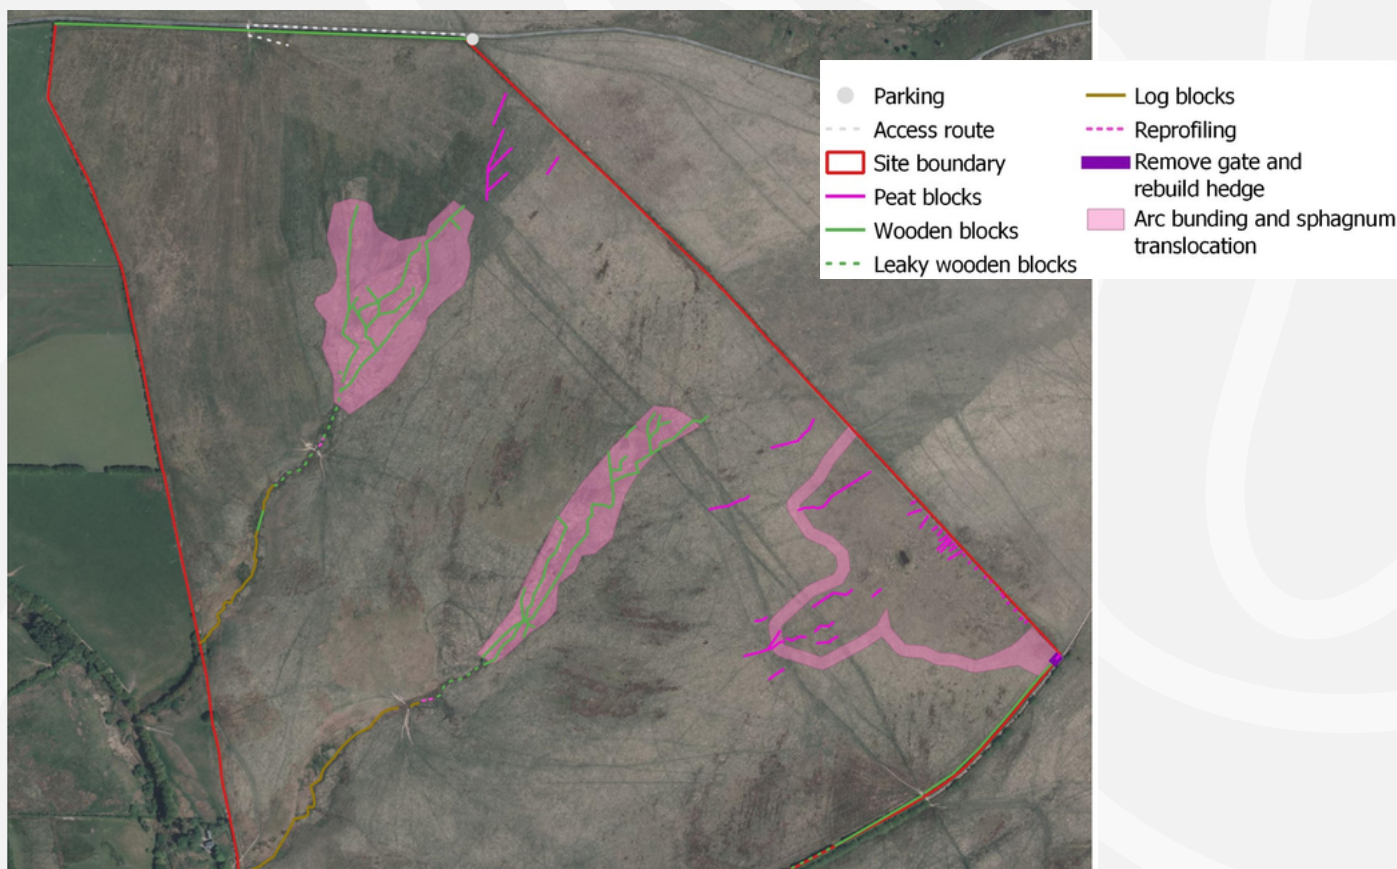 Parking
Access route
Site boundary
Peat blocks
Wooden blocks
Leaky wooden blocks
Log blocks
Reprofiling
Remove gate and
rebuild hedge
Arc bunding and sphagnum
translocation